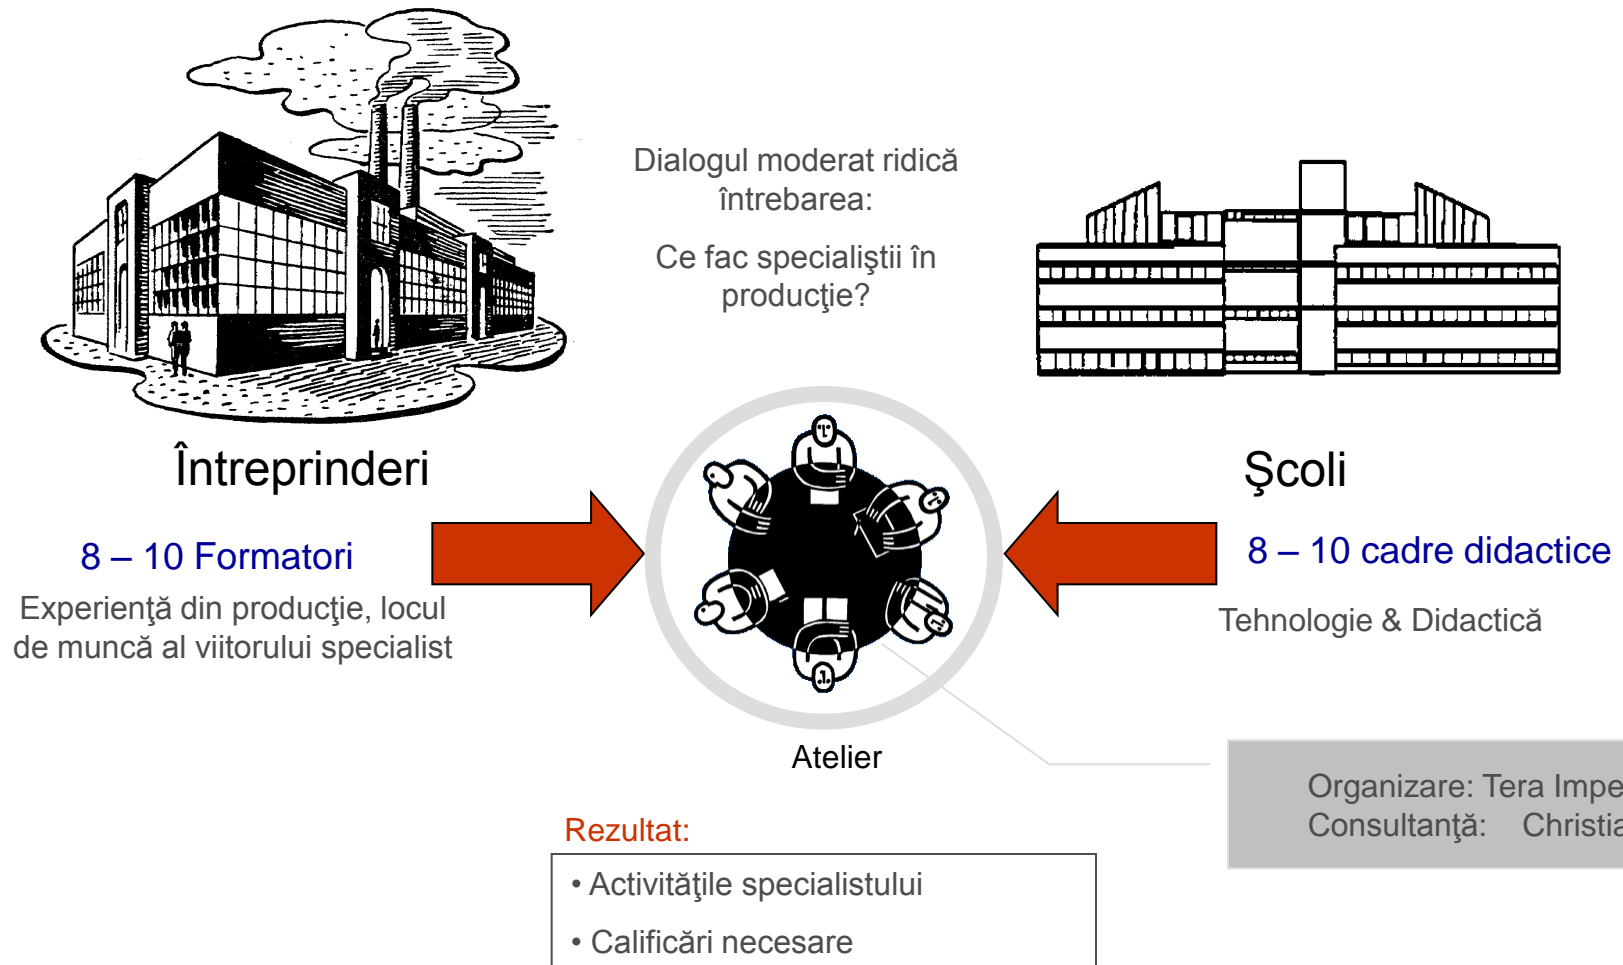 Dialogul moderat ridică
întrebarea:
Ce fac specialiştii în
producţie?
Întreprinderi
Şcoli
8 – 10 Formatori
8 – 10 cadre didactice
Experienţă din producţie, locul
de muncă al viitorului specialist
Tehnologie & Didactică
Atelier
Organizare: Tera Impe
Consultanţă: Christia
Rezultat:
• Activităţile specialistului
• Calificări necesare